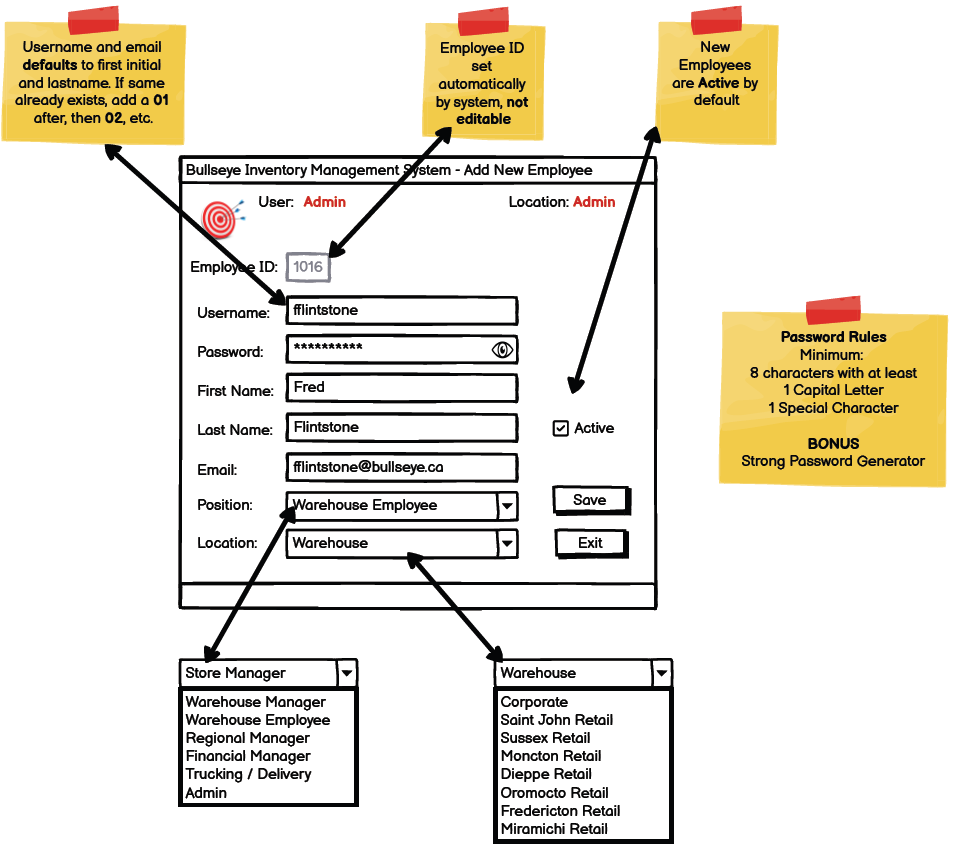 Username and email
defaults to first initial
and lastname. If same
already exists, add a 01
after, then 02, etc.
Employee ID
set
automatically
by system, not
editable
New
Employees
are Active by
default
Bullseye Inventory Management System - Add New Employee
User: Admin
Location: Admin
Employee ID: 1016
Username: fflintstone
Password: **********
First Name: Fred
Last Name: Flintstone
Active
Email: fflintstone@bullseye.ca
Position: Warehouse Employee
Save
Location: Warehouse
Exit
Password Rules
Minimum:
8 characters with at least
1 Capital Letter
1 Special Character
BONUS
Strong Password Generator
Store Manager
Warehouse Manager
Warehouse Employee
Regional Manager
Financial Manager
Trucking / Delivery
Admin
Warehouse
Corporate
Saint John Retail
Sussex Retail
Moncton Retail
Dieppe Retail
Oromocto Retail
Fredericton Retail
Miramichi Retail